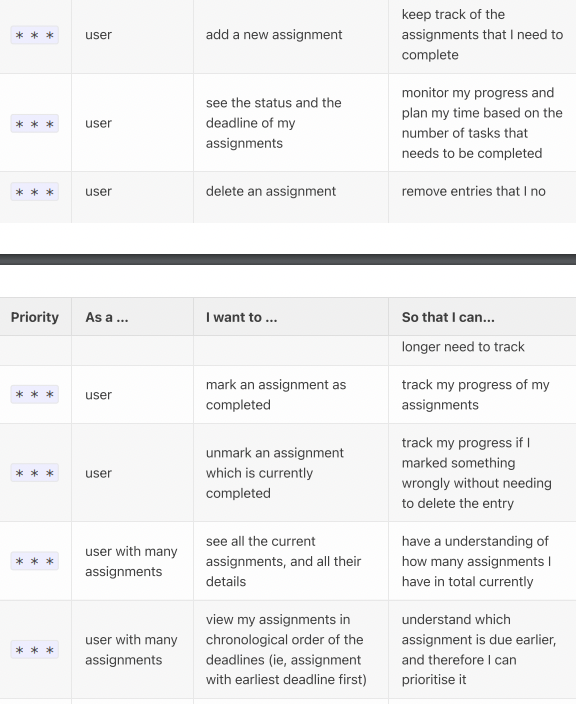 keep track of the
* * * user add a new assignment assignments that I need to
complete
monitor my progress and
see the status and the plan my time based on the
* * * user deadline of my number of tasks that
assignments needs to be completed
* * * user delete an assignment remove entries that I no
Priority As a ... I want to ... So that I can...
longer need to track
* * * user mark an assignment as track my progress of my
completed assignments
track my progress if I
unmark an assignment marked something
* * * user which is currently wrongly without needing
completed to delete the entry
see all the current have a understanding of
* * * user with many assignments, and all their how many assignments I
assignments details have in total currently
view my assignments in understand which
* * * user with many chronological order of the assignment is due earlier,
assignments deadlines (ie, assignment and therefore I can
with earliest deadline first) prioritise it